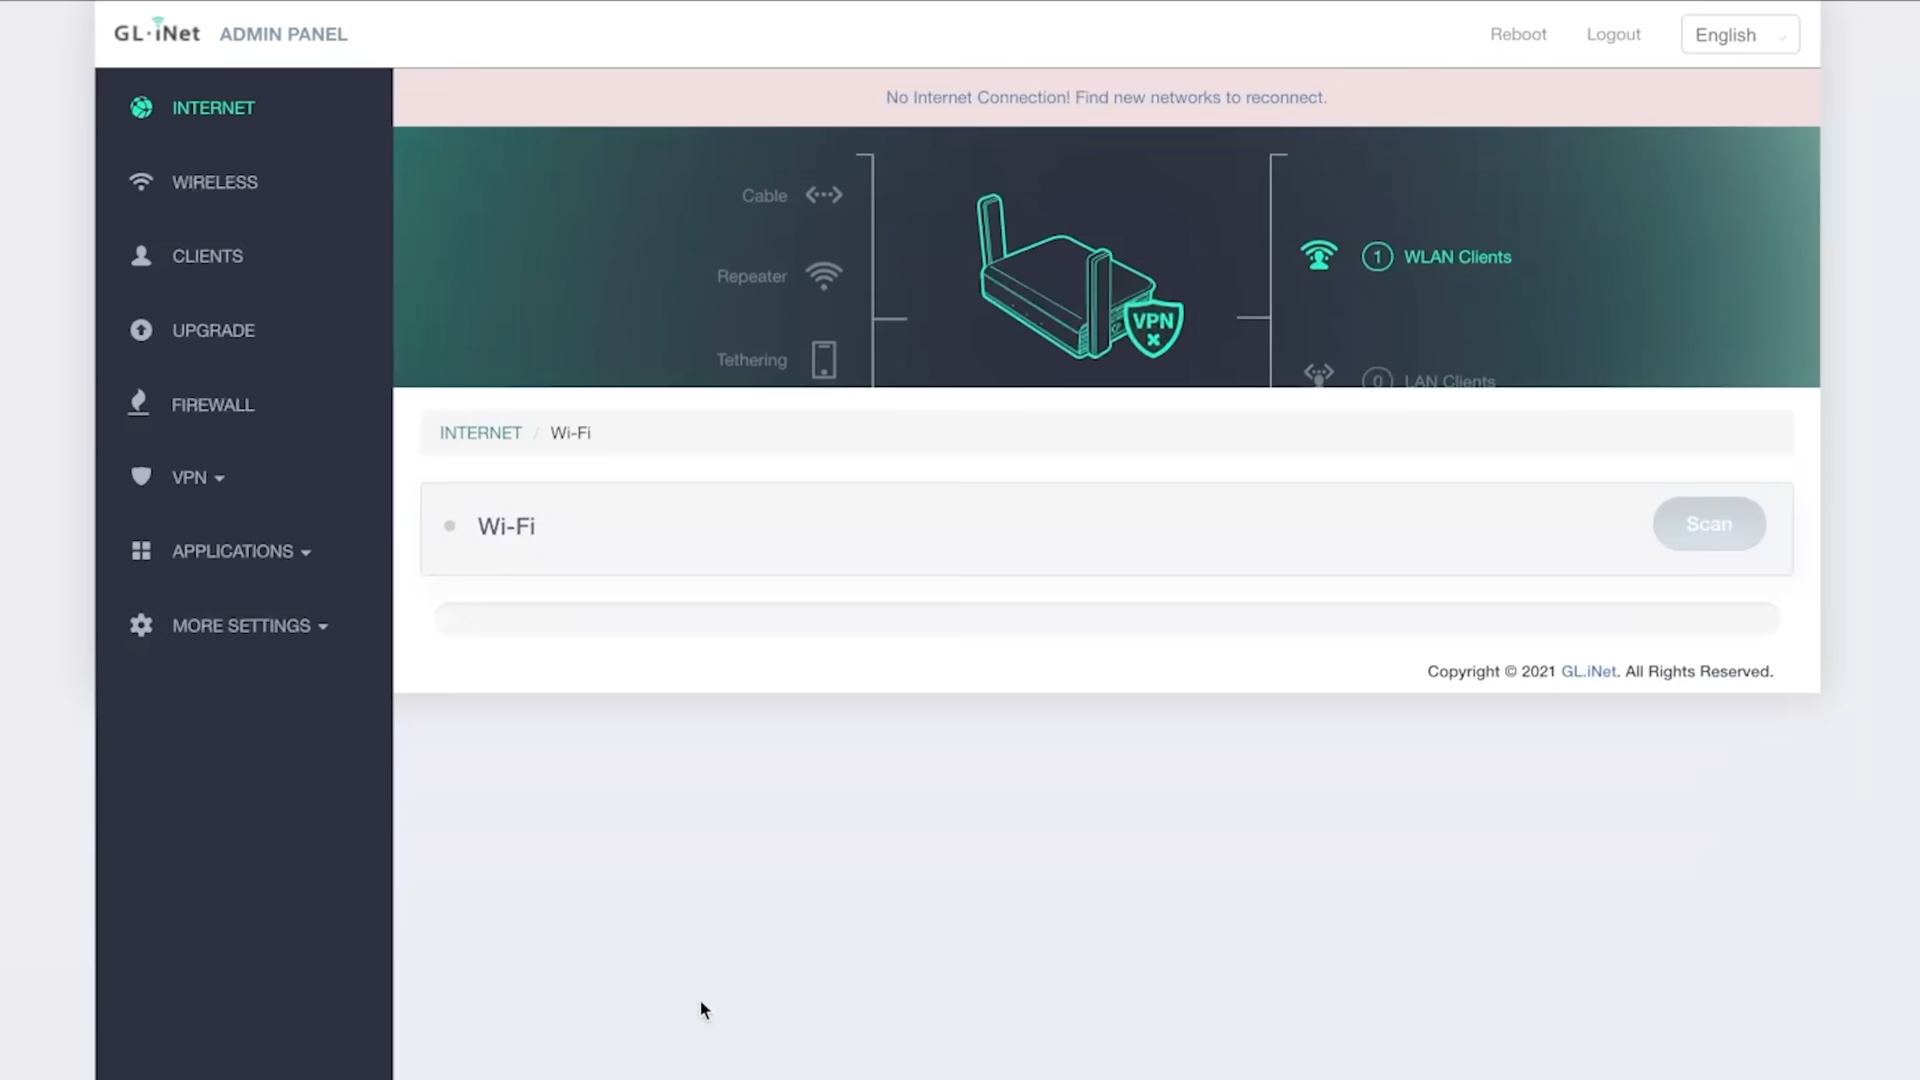 GL·iNet ADMIN PANEL
Reboot
Logout
English
INTERNET
WIRELESS
CLIENTS
UPGRADE
FIREWALL
VPN
APPLICATIONS
MORE SETTINGS
No Internet Connection! Find new networks to reconnect.
Cable
Repeater
Tethering
VPN
1 WLAN Clients
0 LAN Clients
INTERNET / Wi-Fi
Wi-Fi
Scan
Copyright © 2021 GL.iNet. All Rights Reserved.